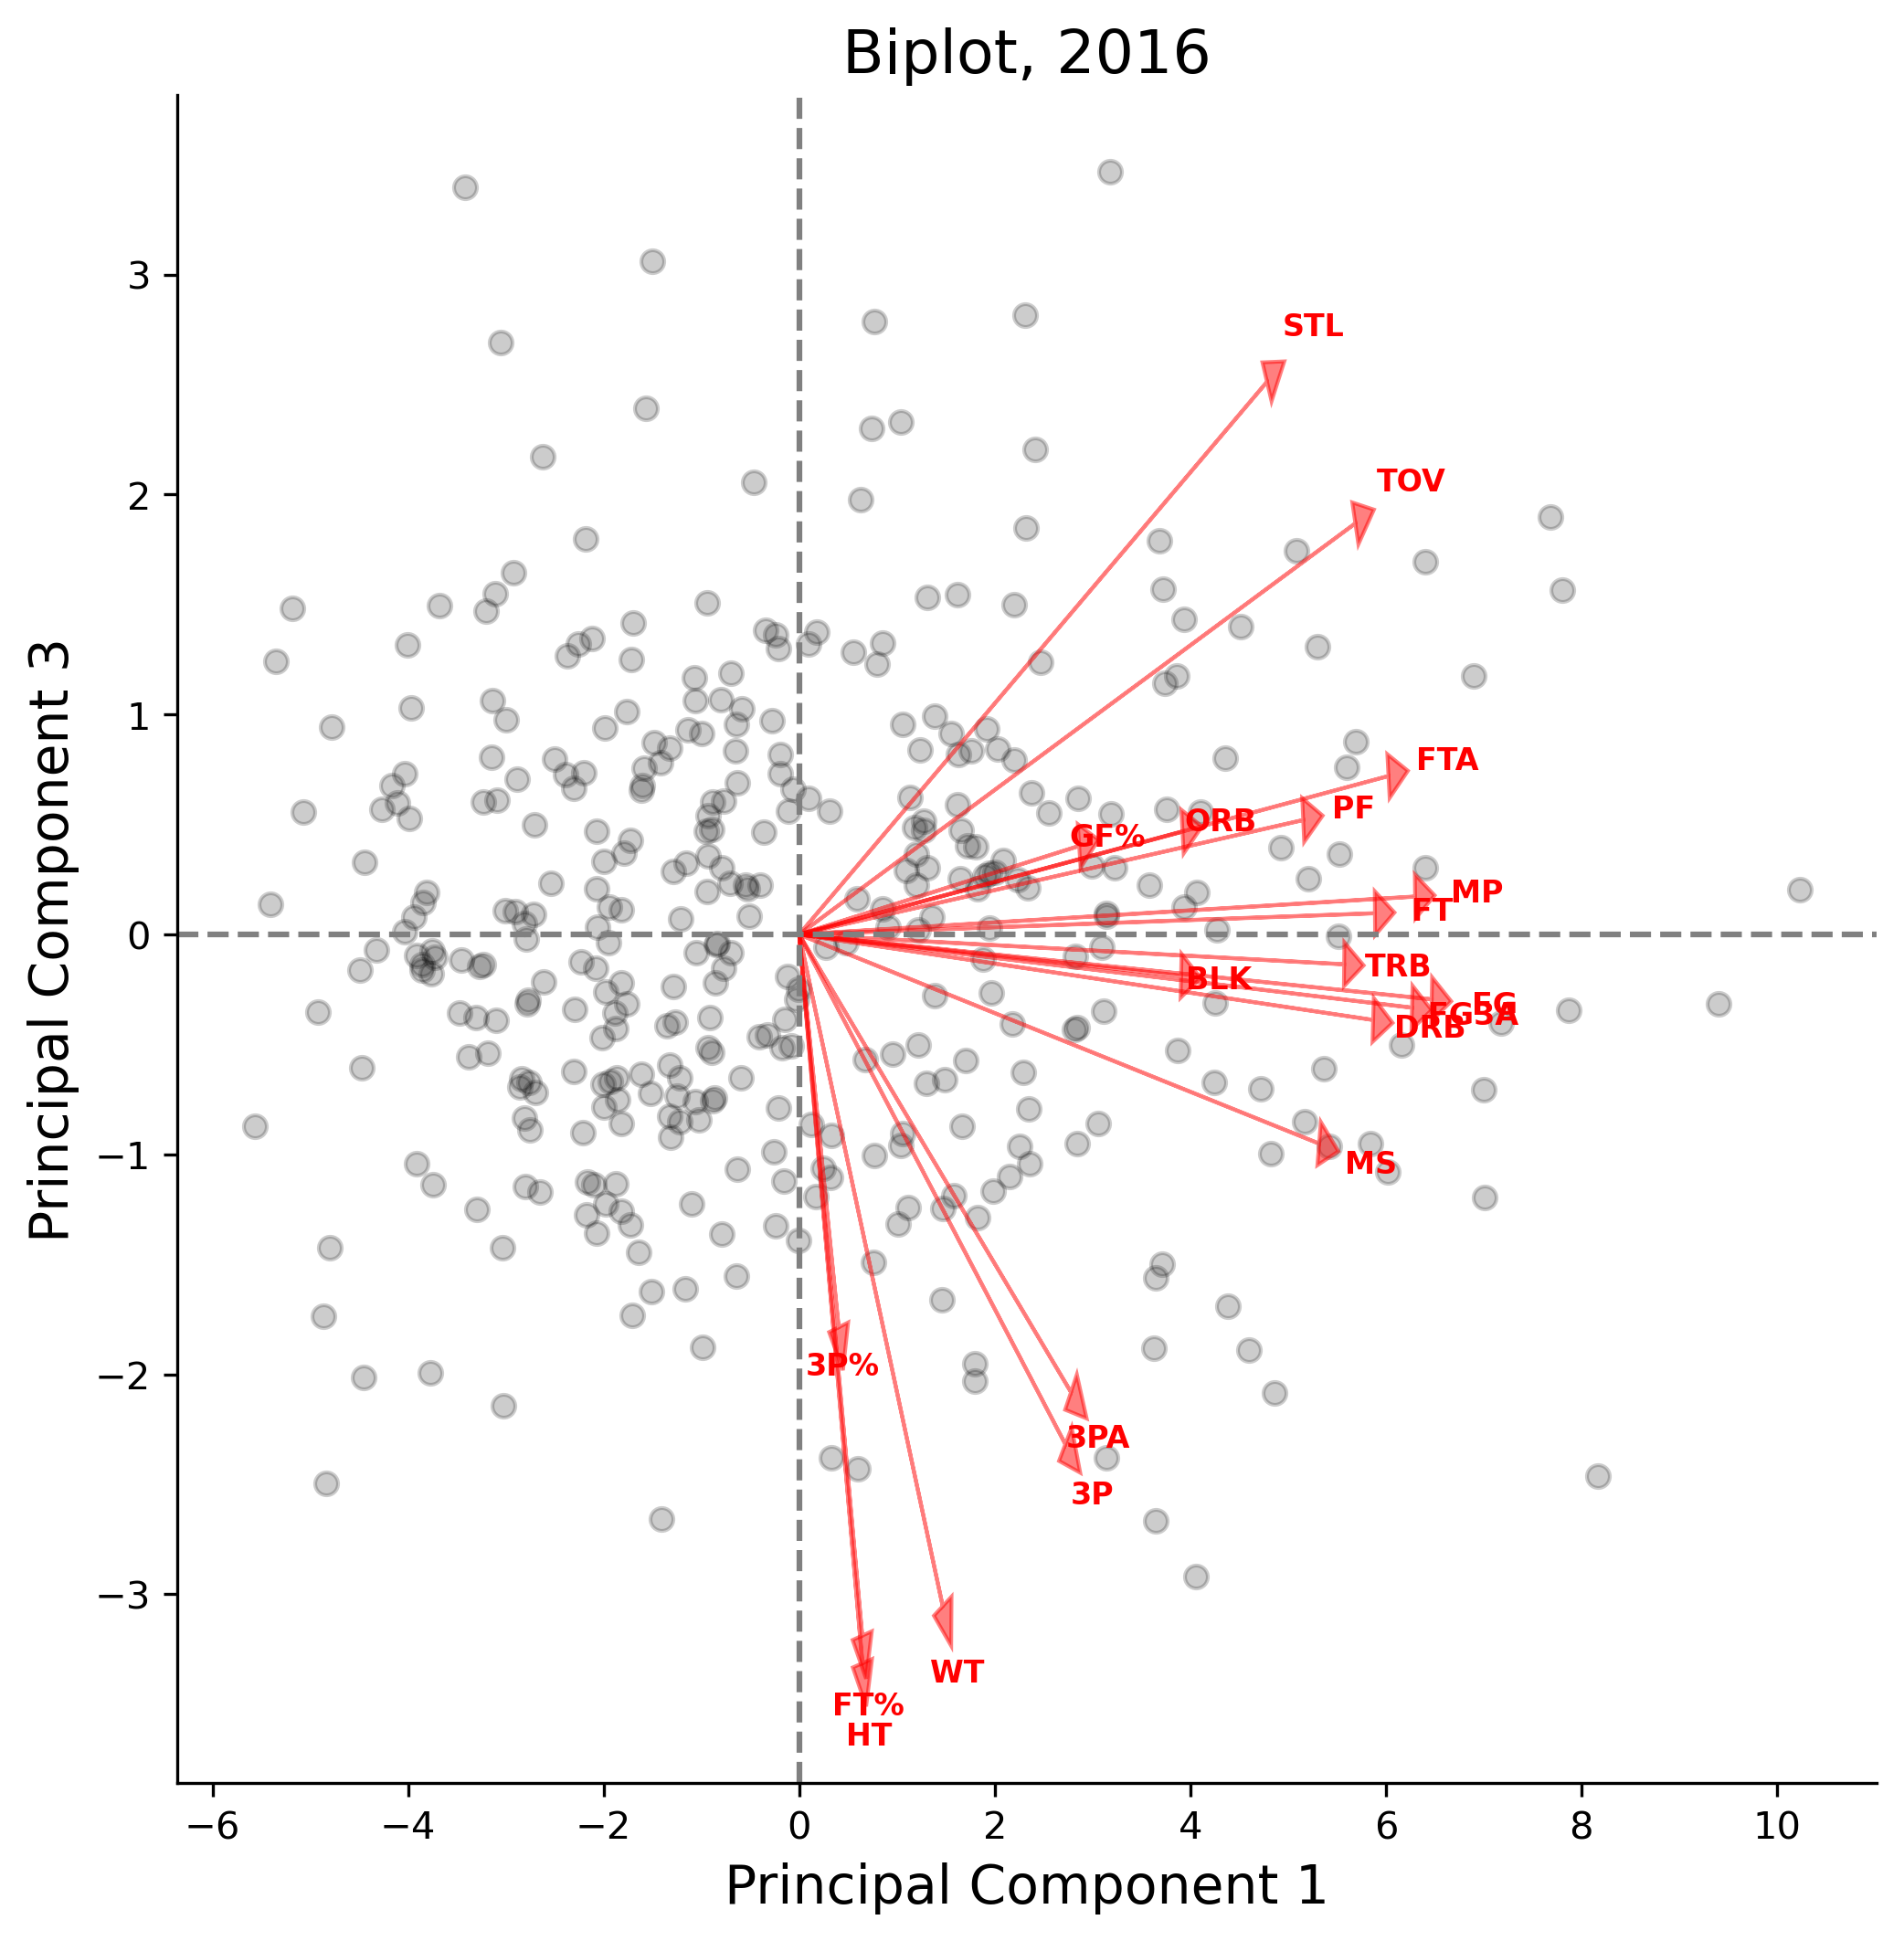 Biplot, 2016
Principal Component 3
3
2
1
0
−1
−2
−3
STL
TOV
FTA
PF
ORB
GF%
MP
FT
TRB
BLK
FG
FGA
DRB
MS
3P%
3PA
3P
WT
FT%
HT
−6
−4
−2
0
2
4
6
8
10
Principal Component 1